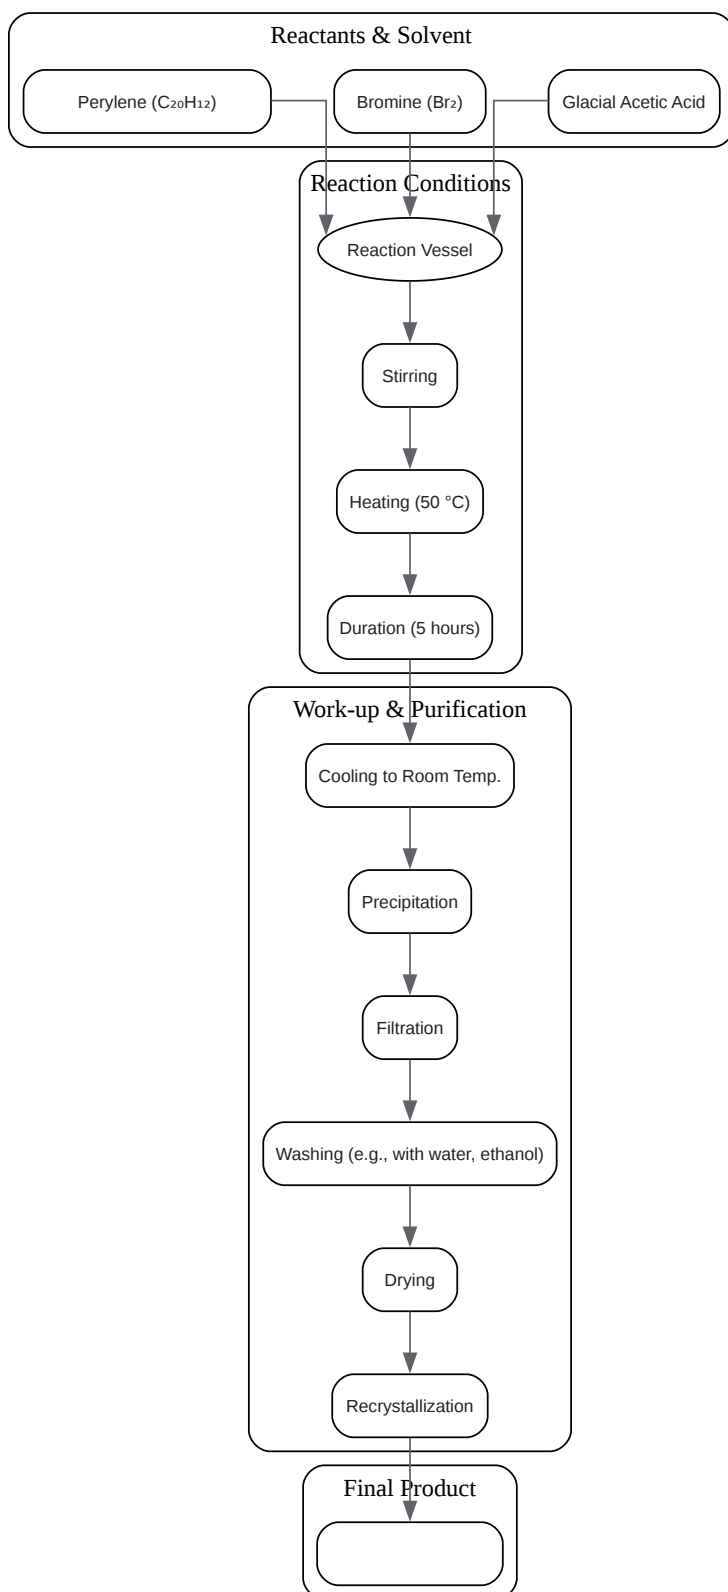 Reactants & Solvent
Perylene (C₂₀H₁₂)
Bromine (Br₂)
Glacial Acetic Acid
Reaction Conditions
Reaction Vessel
Stirring
Heating (50 °C)
Duration (5 hours)
Work-up & Purification
Cooling to Room Temp.
Precipitation
Filtration
Washing (e.g., with water, ethanol)
Drying
Recrystallization
Final Product